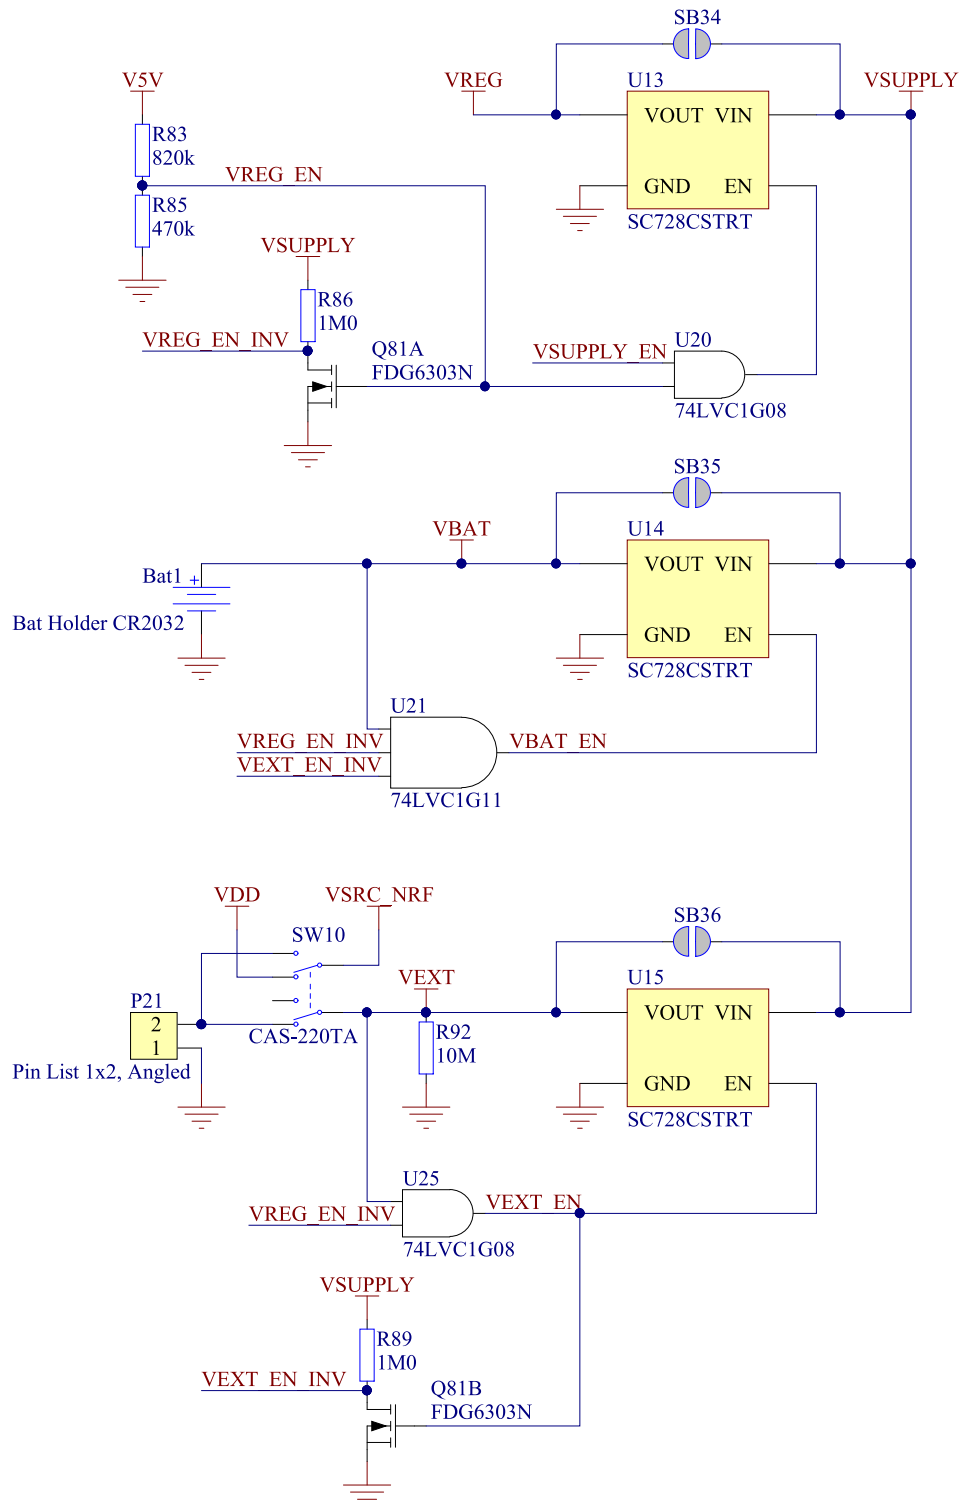 SB34
V5V
VREG
U13
VSUPPLY
VOUT VIN
R83
820k
VREG_EN
GND EN
R85
470k
SC728CSTRT
VSUPPLY
R86
1M0
VREG_EN_INV
Q81A
FDG6303N
U20
VSUPPLY_EN
74LVC1G08
SB35
VBAT
U14
VOUT VIN
Bat1
+
Bat Holder CR2032
GND EN
SC728CSTRT
U21
VREG_EN_INV
VBAT_EN
VEXT_EN_INV
74LVC1G11
VDD
VSRC_NRF
SB36
SW10
VEXT
U15
P21
2
1
VOUT VIN
CAS-220TA
R92
10M
Pin List 1x2, Angled
GND EN
SC728CSTRT
U25
VEXT_EN
VREG_EN_INV
74LVC1G08
VSUPPLY
R89
1M0
VEXT_EN_INV
Q81B
FDG6303N